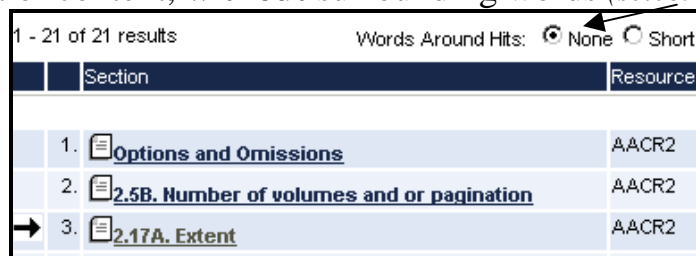 1 - 21 of 21 results Words Around Hits: None Short
Section Resource
1. Options and Omissions AACR2
2. 2.5B. Number of volumes and or pagination AACR2
3. 2.17A. Extent AACR2